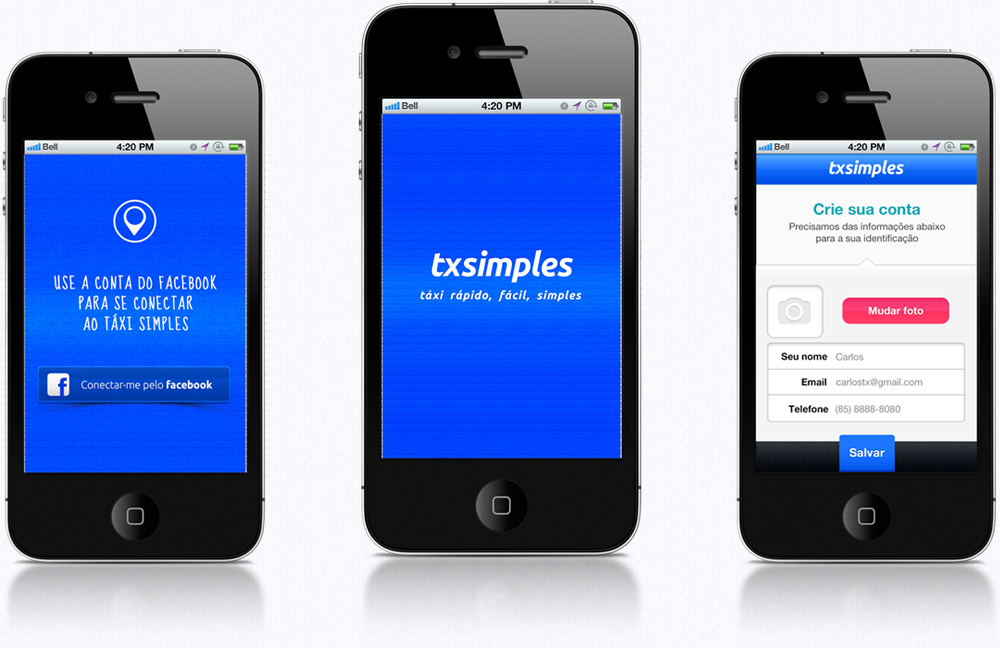 Bell 4:20 PM
USE A CONTA DO FACEBOOK
PARA SE CONECTAR
AO TÁXI SIMPLES
f Conectar-me pelo facebook
Bell 4:20 PM
txsimples
táxi rápido, fácil, simples
Bell 4:20 PM
txsimples
Crie sua conta
Precisamos das informações abaixo
para a sua identificação
Mudar foto
Seu nome Carlos
Email carlostx@gmail.com
Telefone (85) 8888-8080
Salvar